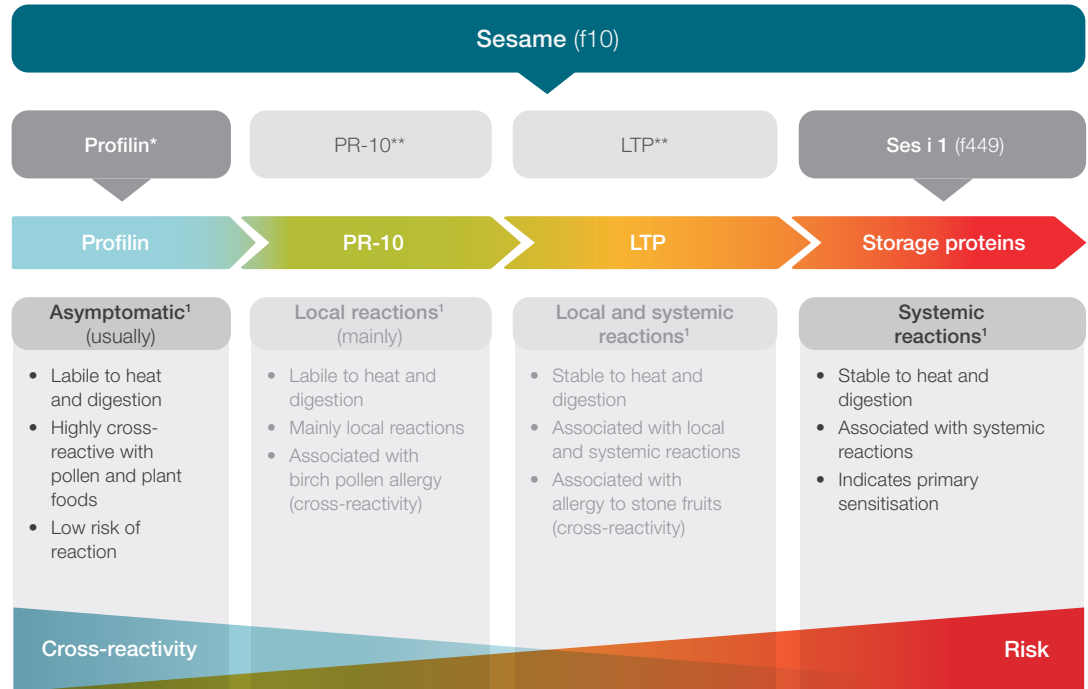 Sesame (f10)
Profilin*
PR-10**
LTP**
Ses i 1 (f449)
Profilin
PR-10
LTP
Storage proteins
Asymptomatic¹
(usually)
• Labile to heat
and digestion
• Highly cross-
reactive with
pollen and plant
foods
• Low risk of
reaction
Local reactions¹
(mainly)
• Labile to heat and
digestion
• Mainly local reactions
• Associated with
birch pollen allergy
(cross-reactivity)
Local and systemic
reactions¹
• Stable to heat and
digestion
• Associated with local
and systemic reactions
• Associated with
allergy to stone fruits
(cross-reactivity)
Systemic
reactions¹
• Stable to heat and
digestion
• Associated with systemic
reactions
• Indicates primary
sensitisation
Cross-reactivity
Risk